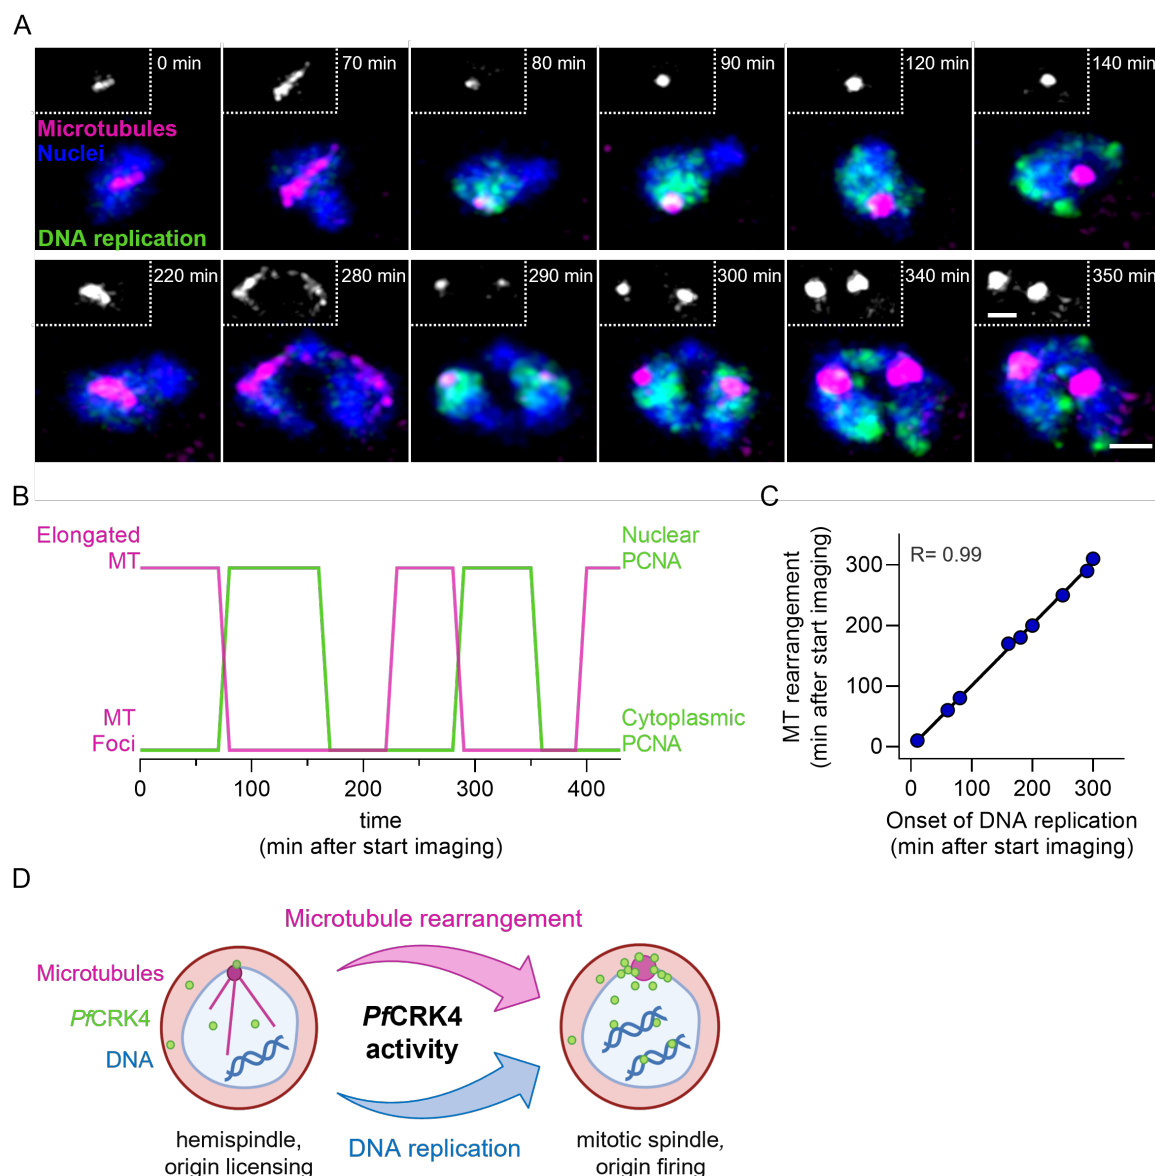 A
0 min
70 min
80 min
90 min
120 min
140 min
Microtubules
Nuclei
DNA replication
220 min
280 min
290 min
300 min
340 min
350 min
B
Elongated
MT
Nuclear
PCNA
MT
Foci
Cytoplasmic
PCNA
0 100 200 300 400
time
(min after start imaging)
C
R= 0.99
MT rearrangement
(min after start imaging)
300
200
100
0
0 100 200 300
Onset of DNA replication
(min after start imaging)
D
Microtubule rearrangement
Microtubules
PfCRK4
DNA
PfCRK4
activity
DNA replication
hemispindle,
origin licensing
mitotic spindle,
origin firing